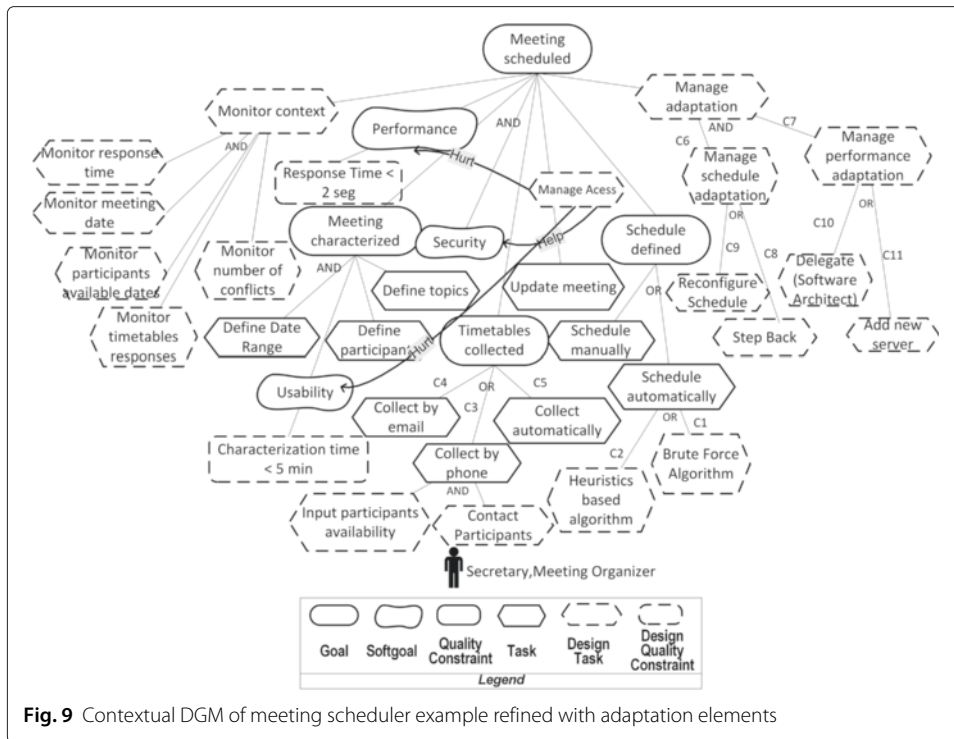 Meeting
scheduled
Monitor context
Performance
AND
Manage
adaptation
AND
C7
C6
Monitor response
time
AND
Hurt
Manage
schedule
adaptation
Manage
performance
adaptation
Response Time <
2 seg
Manage Acess
Monitor meeting
date
Meeting
characterized
Security
Help
Schedule
defined
OR
C9
C8
OR
C10
C11
Monitor
participants
available dates
Monitor
number of
conflicts
AND
Define topics
Update meeting
OR
Reconfigure
Schedule
Delegate
(Software
Architect)
Monitor
timetables
responses
Define Date
Range
Define
participant
Hurt
Timetables
collected
Schedule
manually
Step Back
Add new
server
Usability
C4
OR
C5
C3
Schedule
automatically
Collect by
email
Collect
automatically
OR
C1
C2
Characterization time
< 5 min
Collect by
phone
Brute Force
Algorithm
AND
Heuristics
based
algorithm
Input participants
availability
Contact
Participants
Secretary,Meeting Organizer
Goal
Softgoal
Quality
Constraint
Task
Design
Task
Design
Quality
Constraint
Legend
Fig. 9 Contextual DGM of meeting scheduler example refined with adaptation elements